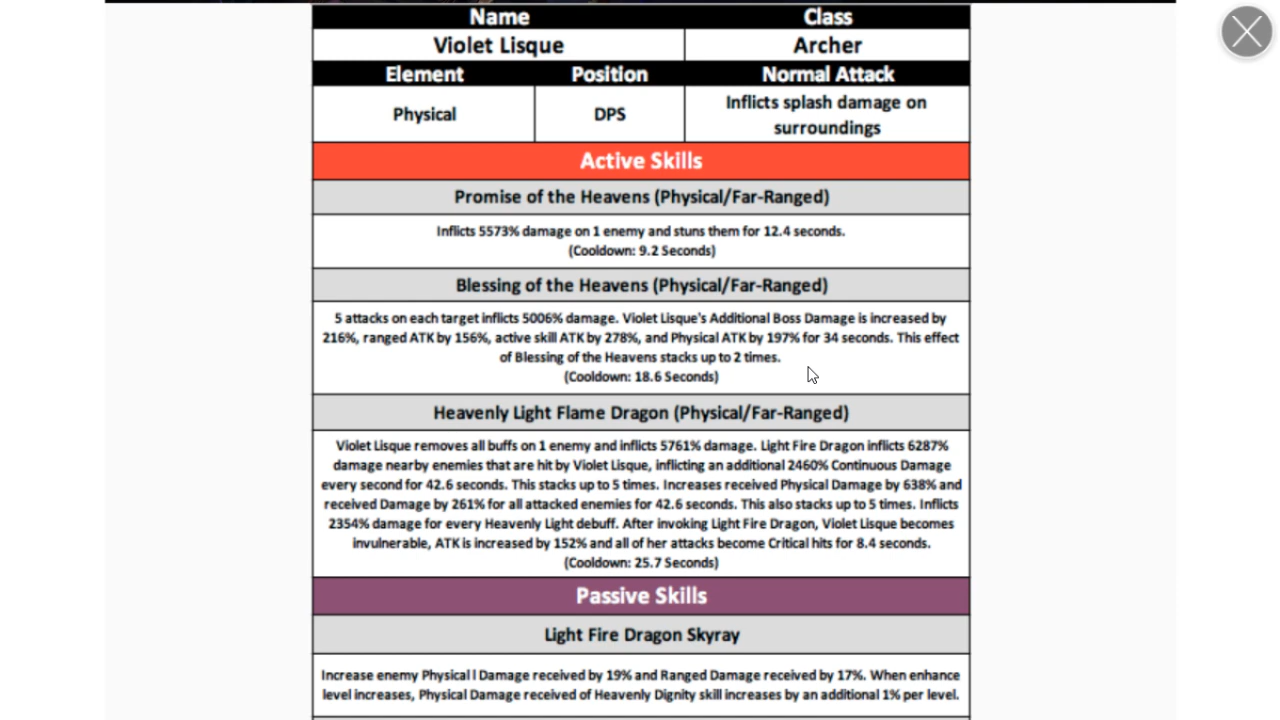 Name Class
Violet Lisque Archer
Element Position Normal Attack
Physical DPS Inflicts splash damage on
surroundings
Active Skills
Promise of the Heavens (Physical/Far-Ranged)
Inflicts 5573% damage on 1 enemy and stuns them for 12.4 seconds.
(Cooldown: 9.2 Seconds)
Blessing of the Heavens (Physical/Far-Ranged)
5 attacks on each target inflicts 5006% damage. Violet Lisque's Additional Boss Damage is increased by
216%, ranged ATK by 156%, active skill ATK by 278%, and Physical ATK by 197% for 34 seconds. This effect
of Blessing of the Heavens stacks up to 2 times.
(Cooldown: 18.6 Seconds)
Heavenly Light Flame Dragon (Physical/Far-Ranged)
Violet Lisque removes all buffs on 1 enemy and inflicts 5761% damage. Light Fire Dragon inflicts 6287%
damage nearby enemies that are hit by Violet Lisque, inflicting an additional 2460% Continuous Damage
every second for 42.6 seconds. This stacks up to 5 times. Increases received Physical Damage by 638% and
received Damage by 261% for all attacked enemies for 42.6 seconds. This also stacks up to 5 times. Inflicts
2354% damage for every Heavenly Light debuff. After invoking Light Fire Dragon, Violet Lisque becomes
invulnerable, ATK is increased by 152% and all of her attacks become Critical hits for 8.4 seconds.
(Cooldown: 25.7 Seconds)
Passive Skills
Light Fire Dragon Skyray
Increase enemy Physical l Damage received by 19% and Ranged Damage received by 17%. When enhance
level increases, Physical Damage received of Heavenly Dignity skill increases by an additional 1% per level.